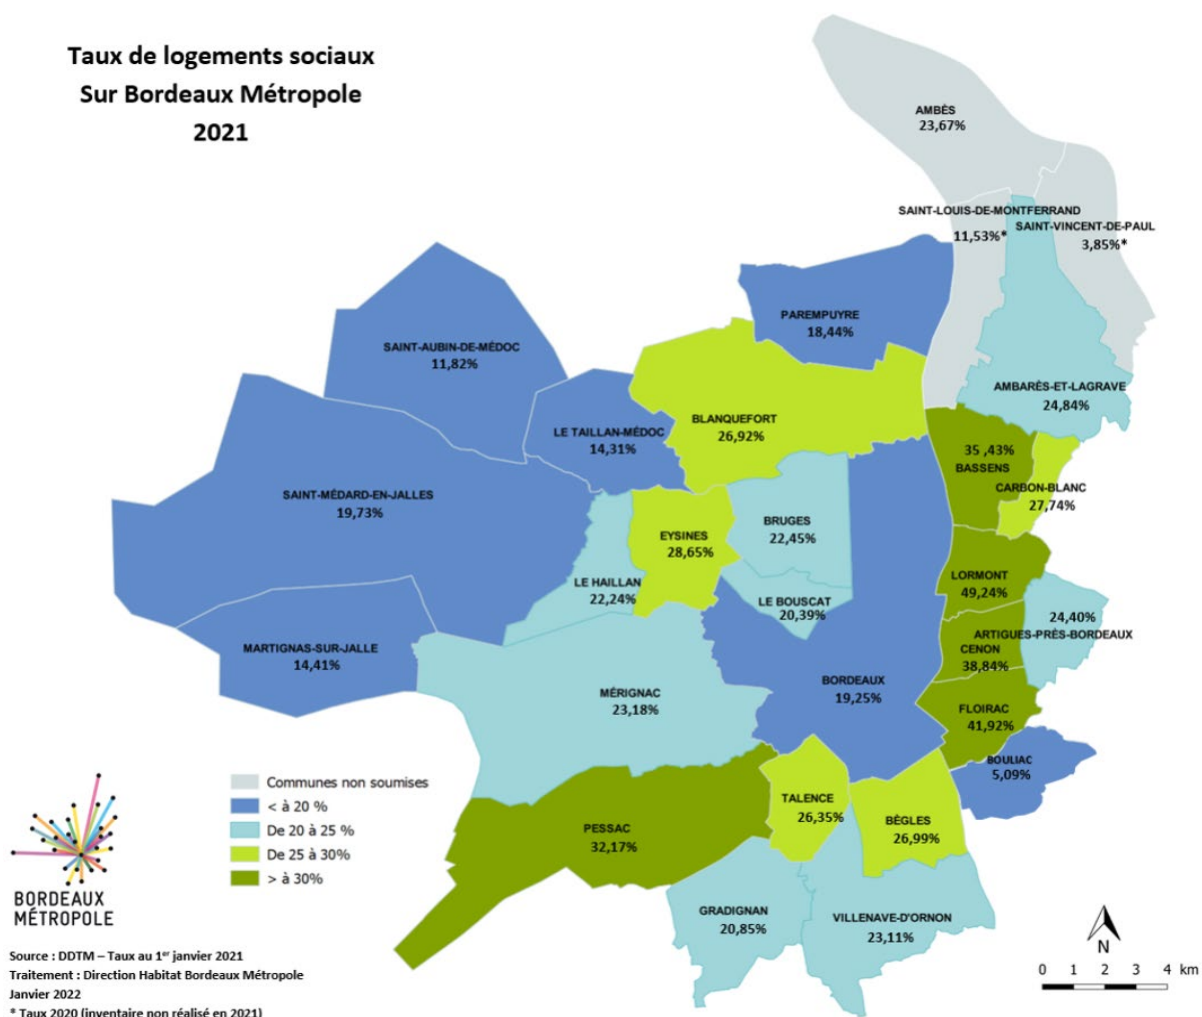 Taux de logements sociaux
Sur Bordeaux Métropole
2021
AMBÈS
23,67%
SAINT-LOUIS-DE-MONTFERRAND
11,53%*
SAINT-VINCENT-DE-PAUL
3,85%*
PAREMPUYRE
18,44%
SAINT-AUBIN-DE-MÉDOC
11,82%
AMBARÈS-ET-LAGRAVE
24,84%
BLANQUEFORT
26,92%
LE TAILLAN-MÉDOC
14,31%
35 ,43%
BASSENS
CARBON-BLANC
27,74%
SAINT-MÉDARD-EN-JALLES
19,73%
BRUGES
22,45%
EYSINES
28,65%
LE HAILLAN
22,24%
LORMONT
49,24%
LE BOUSCAT
20,39%
24,40%
ARTIGUES-PRÈS-BORDEAUX
CENON
38,84%
MARTIGNAS-SUR-JALLE
14,41%
BORDEAUX
19,25%
MÉRIGNAC
23,18%
FLOIRAC
41,92%
BOULIAC
5,09%
TALENCE
26,35%
BÈGLES
26,99%
PESSAC
32,17%
GRADIGNAN
20,85%
VILLENAVE-D'ORNON
23,11%
Communes non soumises
< à 20 %
De 20 à 25 %
De 25 à 30%
> à 30%
BORDEAUX
MÉTROPOLE
Source : DDTM – Taux au 1er janvier 2021
Traitement : Direction Habitat Bordeaux Métropole
Janvier 2022
* Taux 2020 (inventaire non réalisé en 2021)
N
0 1 2 3 4 km